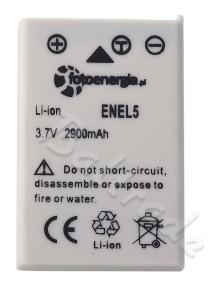 + -
fotoenergia.pl
Li-ion ENEL5
3.7V 2900mAh
Do not short-circuit,
disassemble or expose to
fire or water.
Li-ion
Baltrade